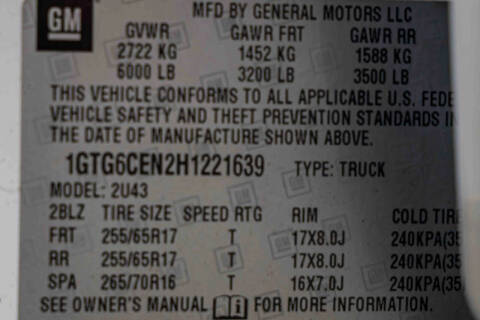 GM MFD BY GENERAL MOTORS LLC
GVWR GAWR FRT GAWR RR
2722 KG 1452 KG 1588 KG
6000 LB 3200 LB 3500 LB
THIS VEHICLE CONFORMS TO ALL APPLICABLE U.S. FEDE
VEHICLE SAFETY AND THEFT PREVENTION STANDARDS IN
THE DATE OF MANUFACTURE SHOWN ABOVE.
1GTG6CEN2H1221639 TYPE: TRUCK
MODEL: 2U43
2BLZ TIRE SIZE SPEED RTG RIM COLD TIRE
FRT 255/65R17 T 17X8.0J 240KPA(35
RR 255/65R17 T 17X8.0J 240KPA(35
SPA 265/70R16 T 16X7.0J 240KPA(35
SEE OWNER'S MANUAL FOR MORE INFORMATION.